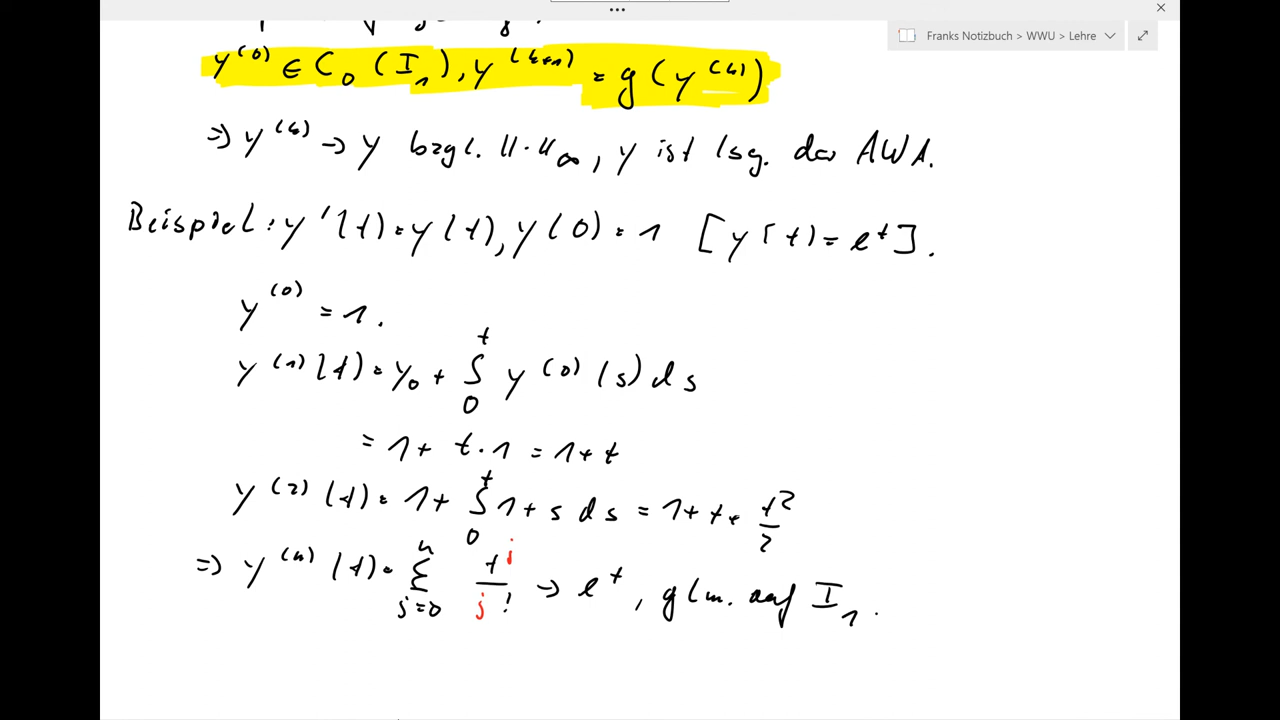 Franks Notizbuch > WWU > Lehre
y^(0) ∈ C_0 (I_1), y^(k+1) = g(y^(k))
⇒ y^(k) → y bzgl. ||·||_∞, y ist Lsg. der AWA.
Beispiel: y'(t) = y(t), y(0) = 1 [y(t) = e^t].
y^(0) = 1.
y^(1)(t) = y_0 + ∫_0^t y^(0)(s) ds
= 1 + t·1 = 1 + t
y^(2)(t) = 1 + ∫_0^t 1 + s ds = 1 + t + t^2/2
⇒ y^(n)(t) = Σ_{j=0}^n t^j/j! → e^t, glm. auf I_1.